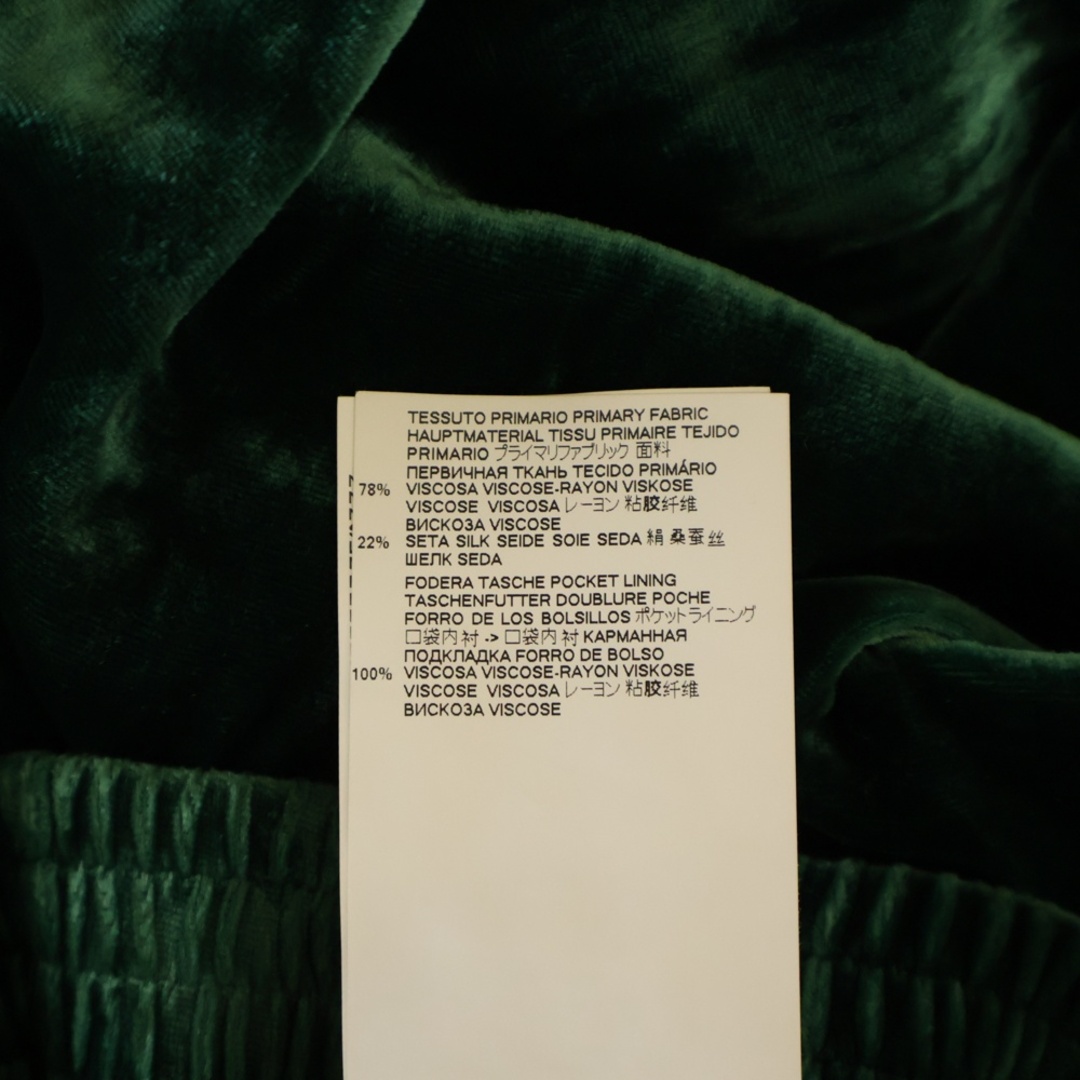 TESSUTO PRIMARIO PRIMARY FABRIC
HAUPTMATERIAL TISSU PRIMAIRE TEJIDO
PRIMARIO プライマリファブリック 面料
ПЕРВИЧНАЯ ТКАНЬ TECIDO PRIMÁRIO
78% VISCOSA VISCOSE-RAYON VISKOSE
VISCOSE VISCOSA レーヨン 粘胶纤维
ВИСКОЗА VISCOSE
22% SETA SILK SEIDE SOIE SEDA 絹 桑蚕丝
ШЕЛК SEDA
FODERA TASCHE POCKET LINING
TASCHENFUTTER DOUBLURE POCHE
FORRO DE LOS BOLSILLOS ポケットライニング
口袋内衬 -> 口袋内衬 КАРМАННАЯ
ПОДКЛАДКА FORRO DE BOLSO
100% VISCOSA VISCOSE-RAYON VISKOSE
VISCOSE VISCOSA レーヨン 粘胶纤维
ВИСКОЗА VISCOSE